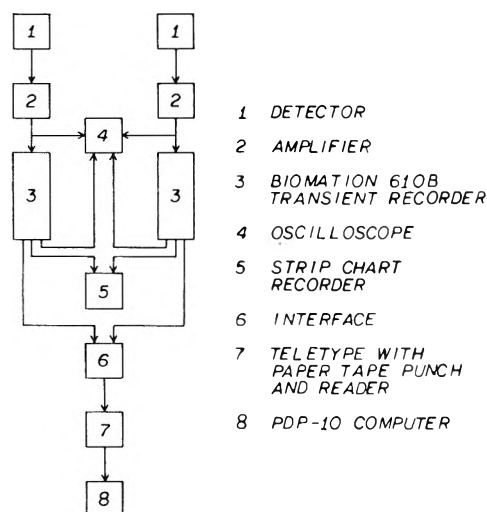 1
1
2
2
4
3
3
5
6
7
8
1 DETECTOR
2 AMPLIFIER
3 BIOMATION 610B
TRANSIENT RECORDER
4 OSCILLOSCOPE
5 STRIP CHART
RECORDER
6 INTERFACE
7 TELETYPE WITH
PAPER TAPE PUNCH
AND READER
8 PDP-10 COMPUTER